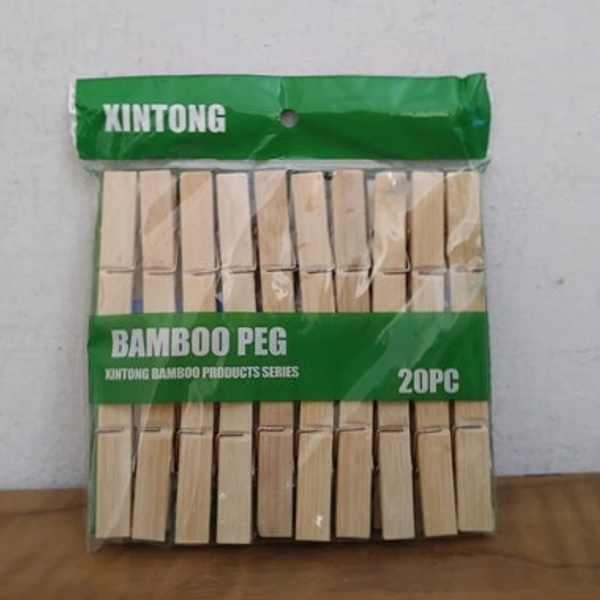 XINTONG
BAMBOO PEG
XINTONG BAMBOO PRODUCTS SERIES
20PC